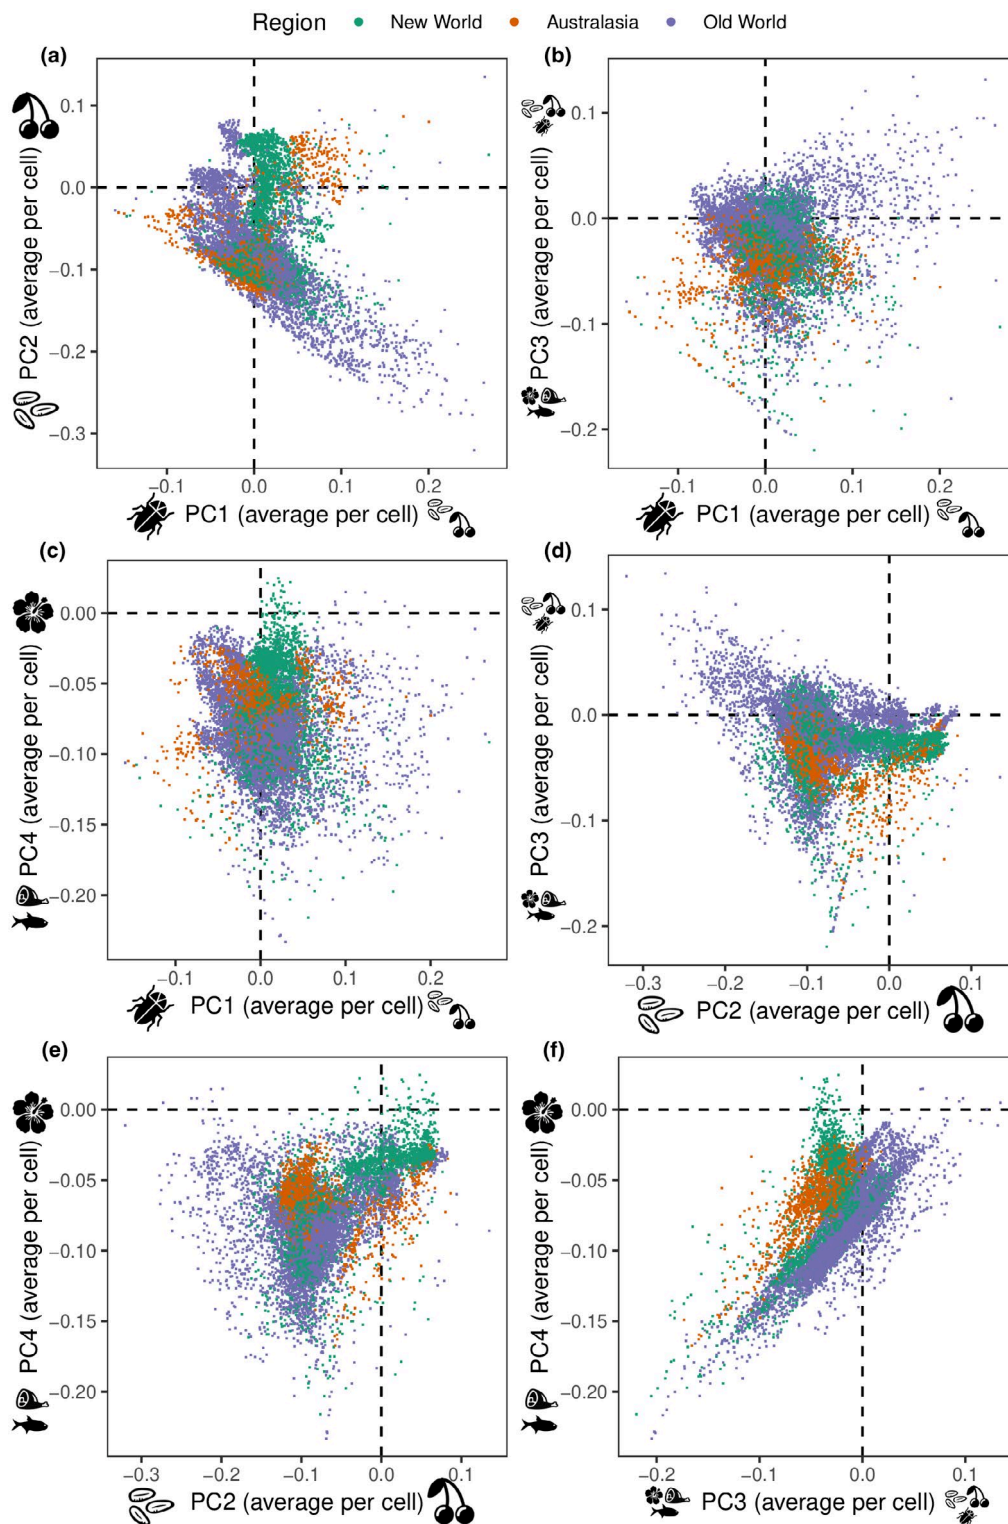 Region New World Australasia Old World
(a) (b)
0.1
0.0
−0.1
−0.2
−0.3
PC2 (average per cell)
−0.1 0.0 0.1 0.2
PC1 (average per cell)
0.1
0.0
−0.1
−0.2
PC3 (average per cell)
−0.1 0.0 0.1 0.2
PC1 (average per cell)
(c) (d)
0.00
−0.05
−0.10
−0.15
−0.20
PC4 (average per cell)
−0.1 0.0 0.1 0.2
PC1 (average per cell)
0.1
0.0
−0.1
−0.2
PC3 (average per cell)
−0.3 −0.2 −0.1 0.0 0.1
PC2 (average per cell)
(e) (f)
0.00
−0.05
−0.10
−0.15
−0.20
PC4 (average per cell)
−0.3 −0.2 −0.1 0.0 0.1
PC2 (average per cell)
0.00
−0.05
−0.10
−0.15
−0.20
PC4 (average per cell)
−0.2 −0.1 0.0 0.1
PC3 (average per cell)